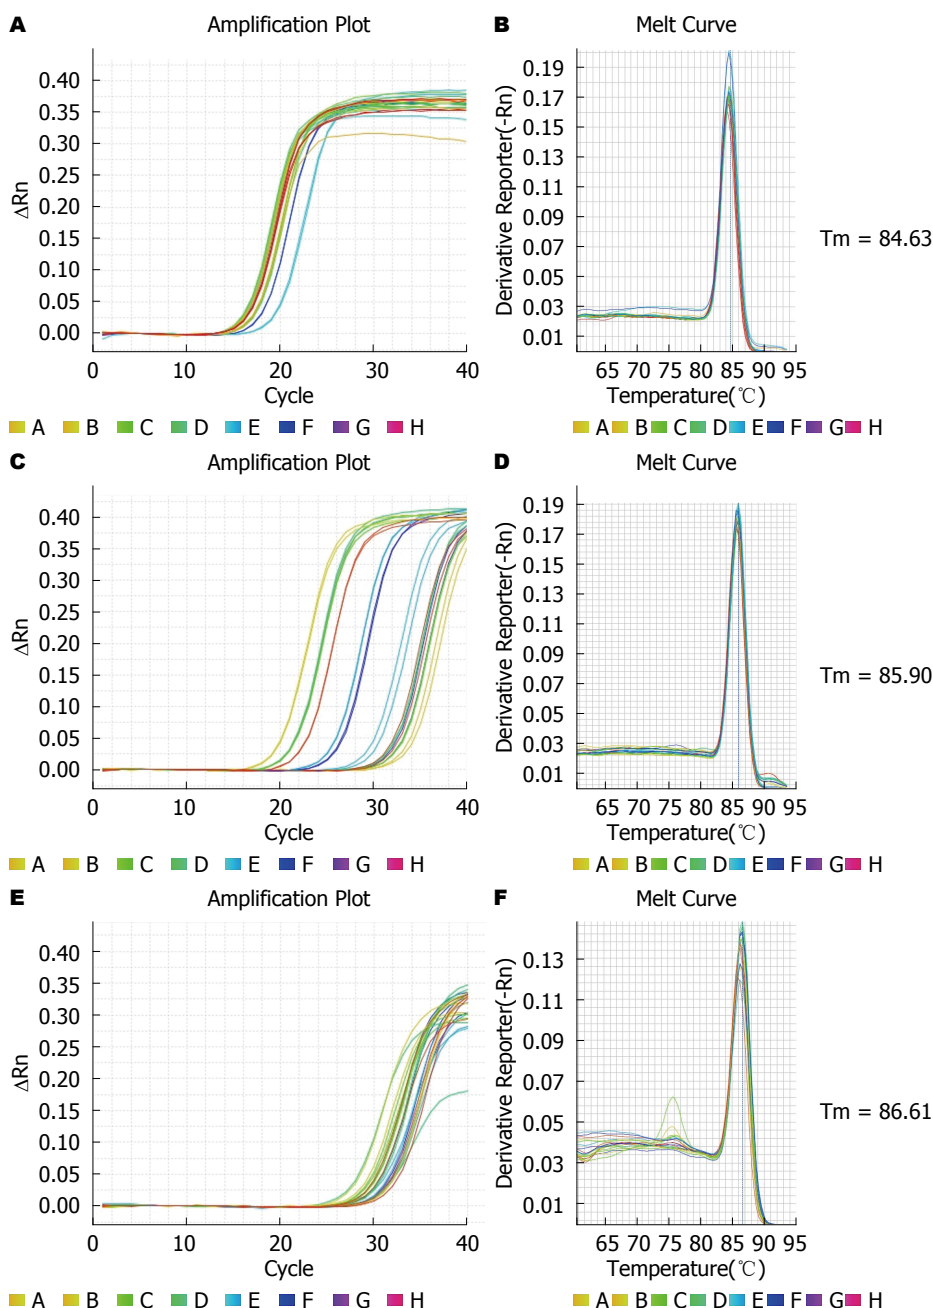 A Amplification Plot
0.40
0.35
0.30
0.25
0.20
0.15
0.10
0.05
0.00
ΔRn
0 10 20 30 40
Cycle
A B C D E F G H
B Melt Curve
0.19
0.17
0.15
0.13
0.11
0.09
0.07
0.05
0.03
0.01
Derivative Reporter(-Rn)
65 70 75 80 85 90 95
Temperature(℃)
A B C D E F G H
Tm = 84.63
C Amplification Plot
0.40
0.35
0.30
0.25
0.20
0.15
0.10
0.05
0.00
ΔRn
0 10 20 30 40
Cycle
A B C D E F G H
D Melt Curve
0.19
0.17
0.15
0.13
0.11
0.09
0.07
0.05
0.03
0.01
Derivative Reporter(-Rn)
65 70 75 80 85 90 95
Temperature(℃)
A B C D E F G H
Tm = 85.90
E Amplification Plot
0.40
0.35
0.30
0.25
0.20
0.15
0.10
0.05
0.00
ΔRn
0 10 20 30 40
Cycle
A B C D E F G H
F Melt Curve
0.13
0.11
0.09
0.07
0.05
0.03
0.01
Derivative Reporter(-Rn)
65 70 75 80 85 90 95
Temperature(℃)
A B C D E F G H
Tm = 86.61